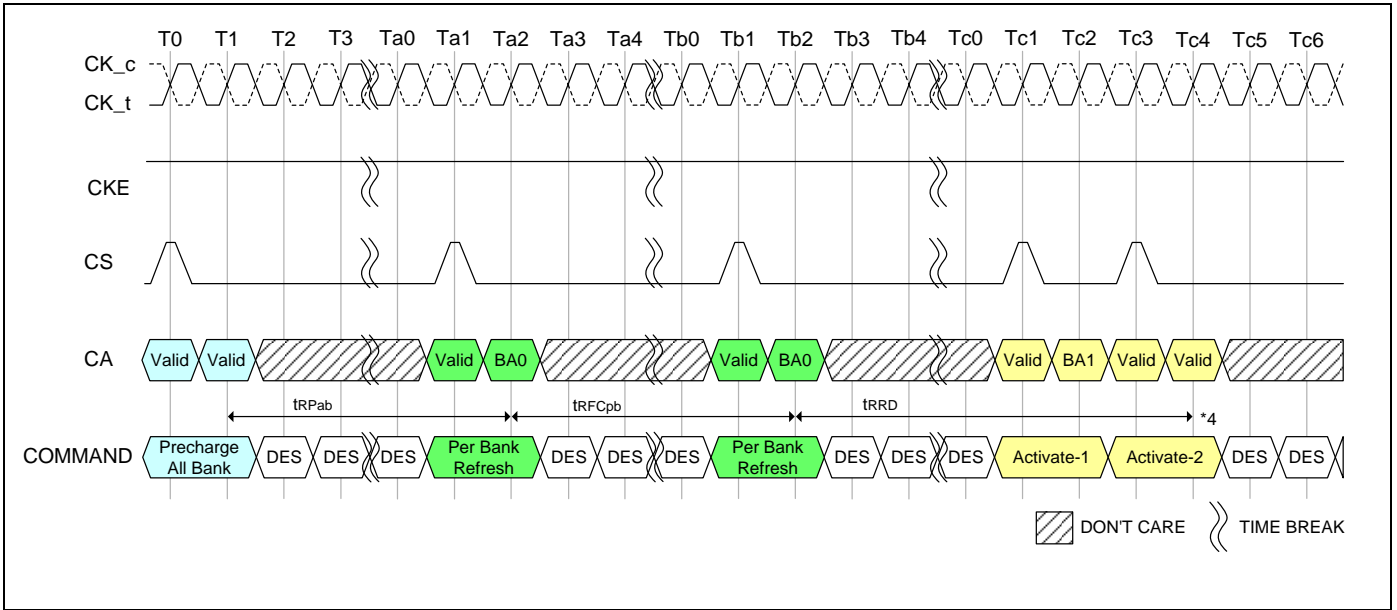 T0 T1 T2 T3 Ta0 Ta1 Ta2 Ta3 Ta4 Tb0 Tb1 Tb2 Tb3 Tb4 Tc0 Tc1 Tc2 Tc3 Tc4 Tc5 Tc6
CK_c
CK_t
CKE
CS
CA Valid Valid Valid BA0 Valid BA0 Valid BA1 Valid Valid
tRPab tRFCpb tRRD *4
COMMAND Precharge All Bank DES DES DES Per Bank Refresh DES DES DES Per Bank Refresh DES DES DES Activate-1 Activate-2 DES DES
DON'T CARE TIME BREAK